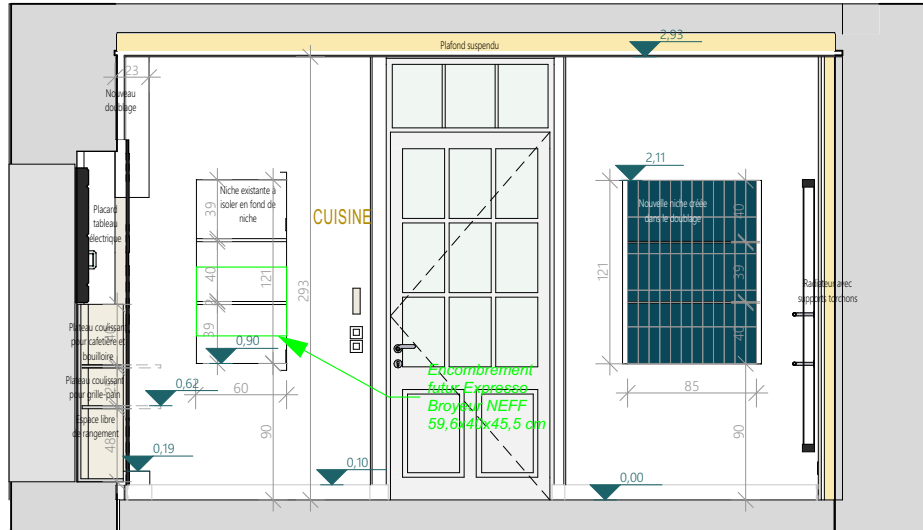 Plafond suspendu
2,93
23
Nouveau
doublage
2,11
Niche existante à
isoler en fond de
niche
Nouvelle niche créée
dans le doublage
39
40
CUISINE
Placard
tableau
électrique
40
121
293
121
39
Radiateur avec
supports torchons
2
39
40
Plateau coulissant
pour cafetière et
bouilloire
0,90
Encombrement
futur Expresso
Broyeur NEFF
59,6x40x45,5 cm
Plateau coulissant
pour grille-pain
0,62
60
85
Espace libre
de rangement
48
90
90
0,19
0,10
0,00